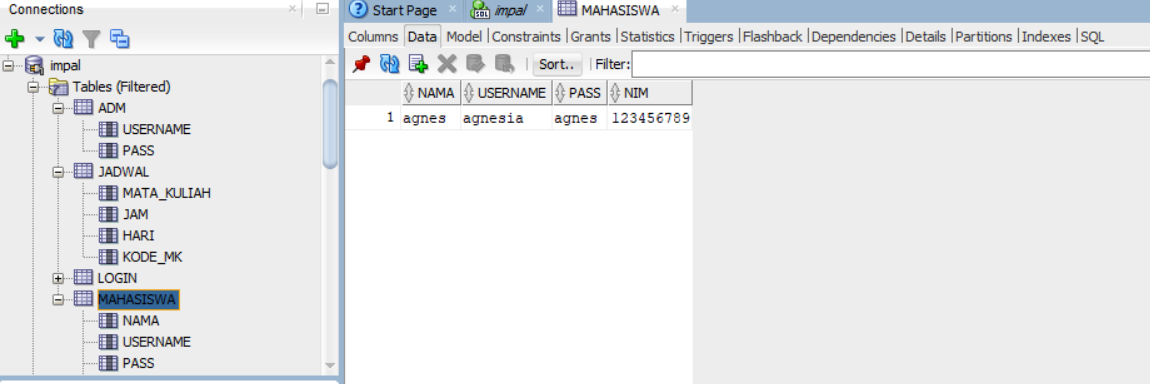 Connections
impal
Tables (Filtered)
ADM
USERNAME
PASS
JADWAL
MATA_KULIAH
JAM
HARI
KODE_MK
LOGIN
MAHASISWA
NAMA
USERNAME
PASS
Start Page impal MAHASISWA
Columns Data Model Constraints Grants Statistics Triggers Flashback Dependencies Details Partitions Indexes SQL
Sort.. Filter:
NAMA USERNAME PASS NIM
1 agnes agnesia agnes 123456789